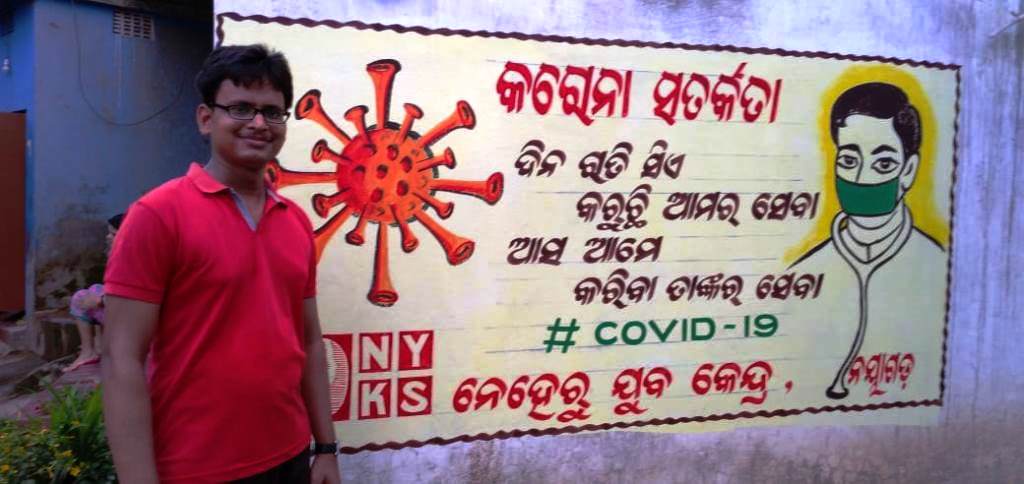 କରୋନା ସତର୍କତା
ଦିନ ରାତି ସିଏ
କରୁଚ୍ଛି ଆମର ସେବା
ଆସ ଆମେ
କରିବା ତାଙ୍କର ସେବା
# COVID-19
NY
KS
ନେହେରୁ ଯୁବ କେନ୍ଦ୍ର,
ନୟାଗଡ଼